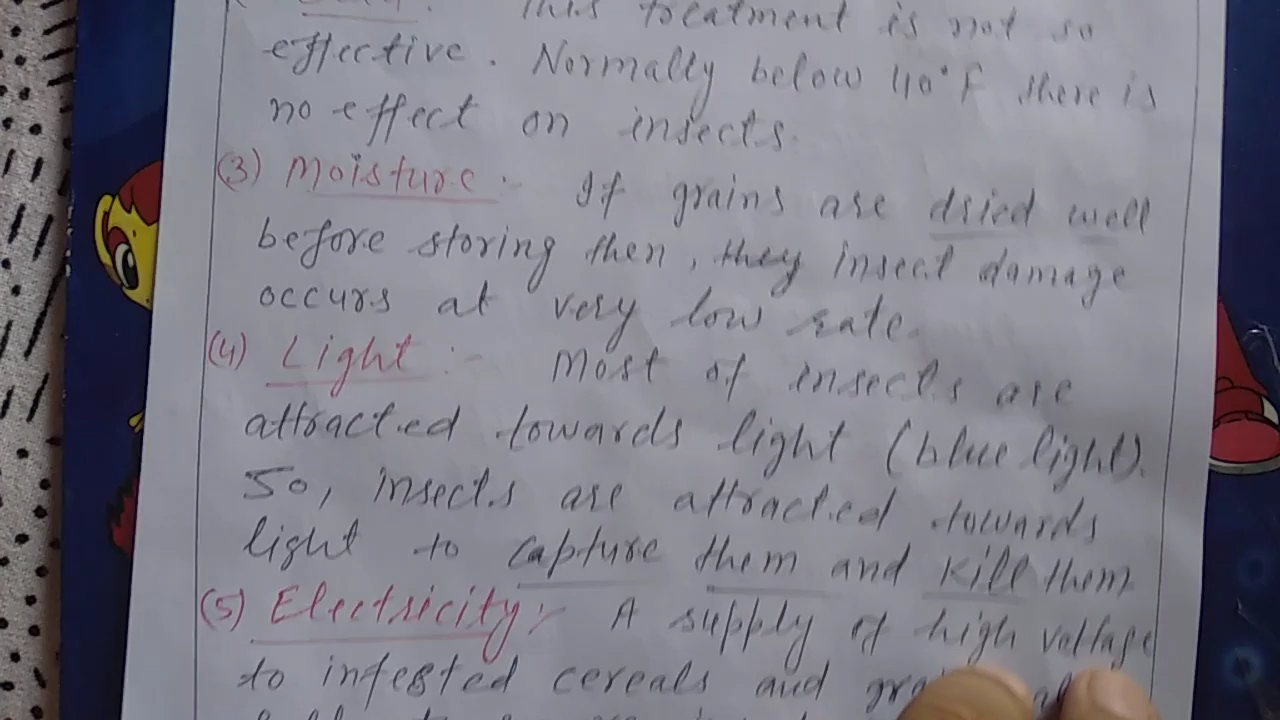 This treatment is not so
effective. Normally below 40°F there is
no effect on insects.
(3) Moisture :- If grains are dried well
before storing then, they insect damage
occurs at very low rate.
(4) Light :- Most of insects are
attracted towards light (blue light).
So, insects are attracted towards
light to capture them and kill them
(5) Electricity :- A supply of high voltage
to infested cereals and